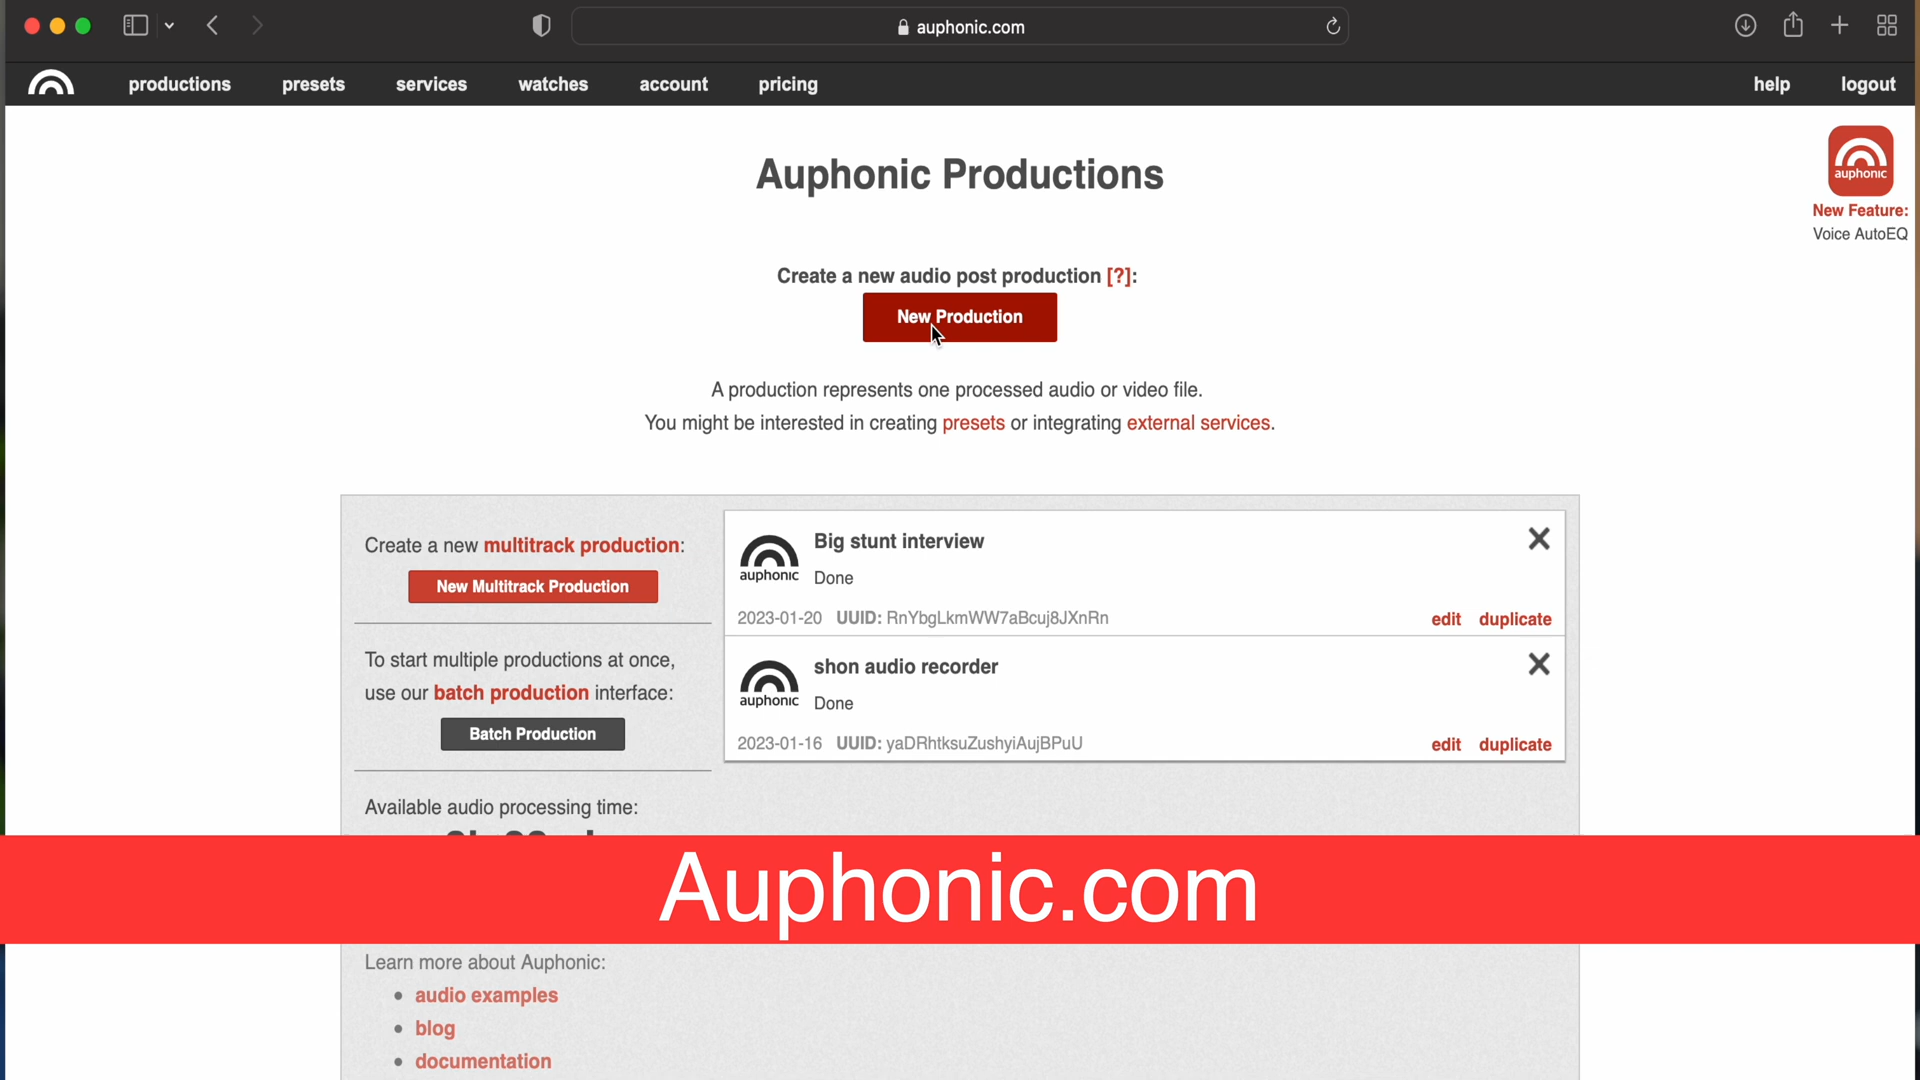 auphonic.com
productions presets services watches account pricing help logout
auphonic
New Feature:
Voice AutoEQ
Auphonic Productions
Create a new audio post production [?]:
New Production
A production represents one processed audio or video file.
You might be interested in creating presets or integrating external services.
Create a new multitrack production:
New Multitrack Production
To start multiple productions at once,
use our batch production interface:
Batch Production
Available audio processing time:
auphonic
Big stunt interview
Done
2023-01-20 UUID: RnYbgLkmWW7aBcuj8JXnRn
edit duplicate
auphonic
shon audio recorder
Done
2023-01-16 UUID: yaDRhtksuZushyiAujBPuU
edit duplicate
Auphonic.com
Learn more about Auphonic:
audio examples
blog
documentation